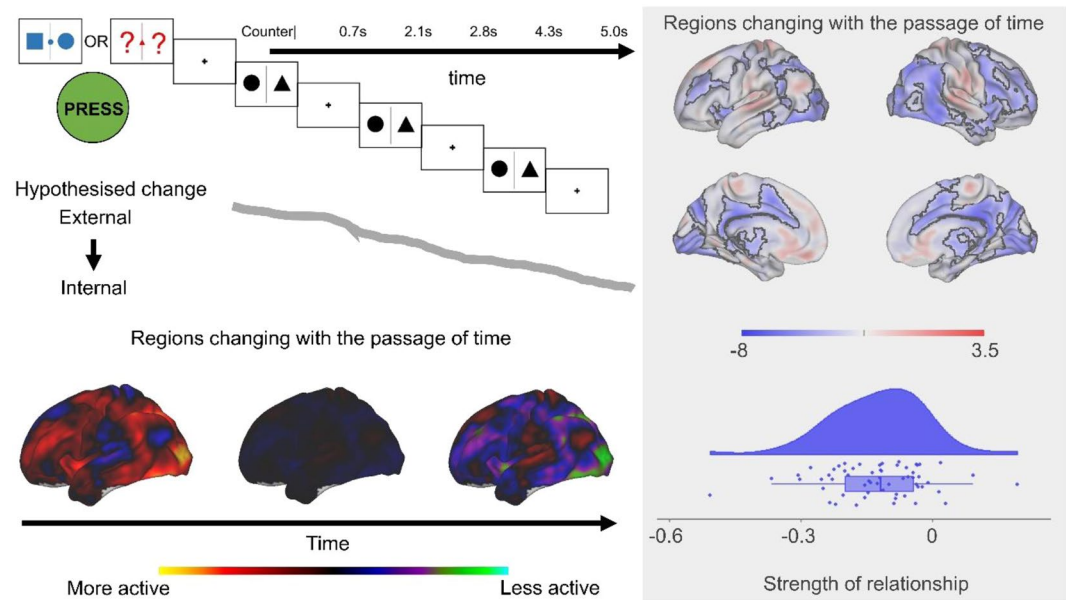 OR
? ?
Counter| 0.7s 2.1s 2.8s 4.3s 5.0s
time
PRESS
Hypothesised change
External
Internal
Regions changing with the passage of time
Time
More active Less active
Regions changing with the passage of time
-8 3.5
-0.6 -0.3 0
Strength of relationship